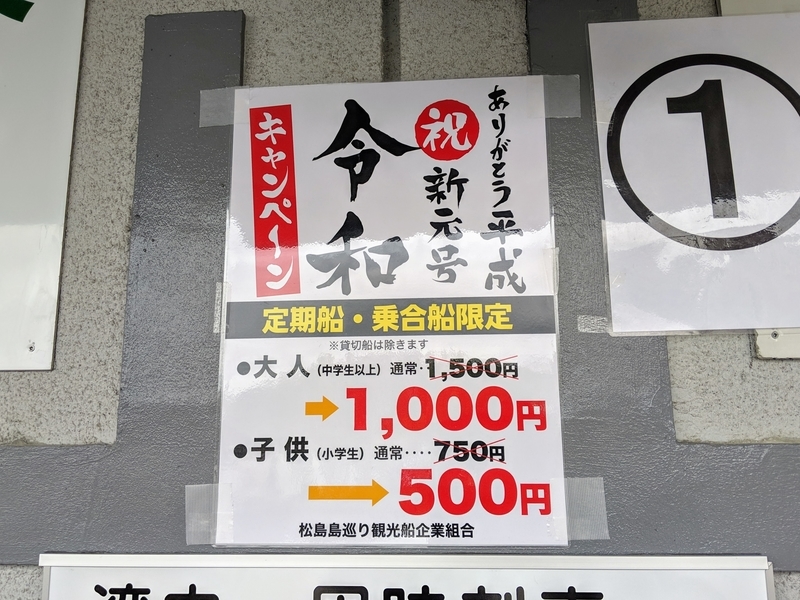 ありがとう平成
祝
新元号
令和
キャンペーン
定期船・乗合船限定
※貸切船は除きます
●大人(中学生以上) 通常‥1,500円
1,000円
●子供(小学生) 通常‥‥750円
500円
松島島巡り観光船企業組合
①